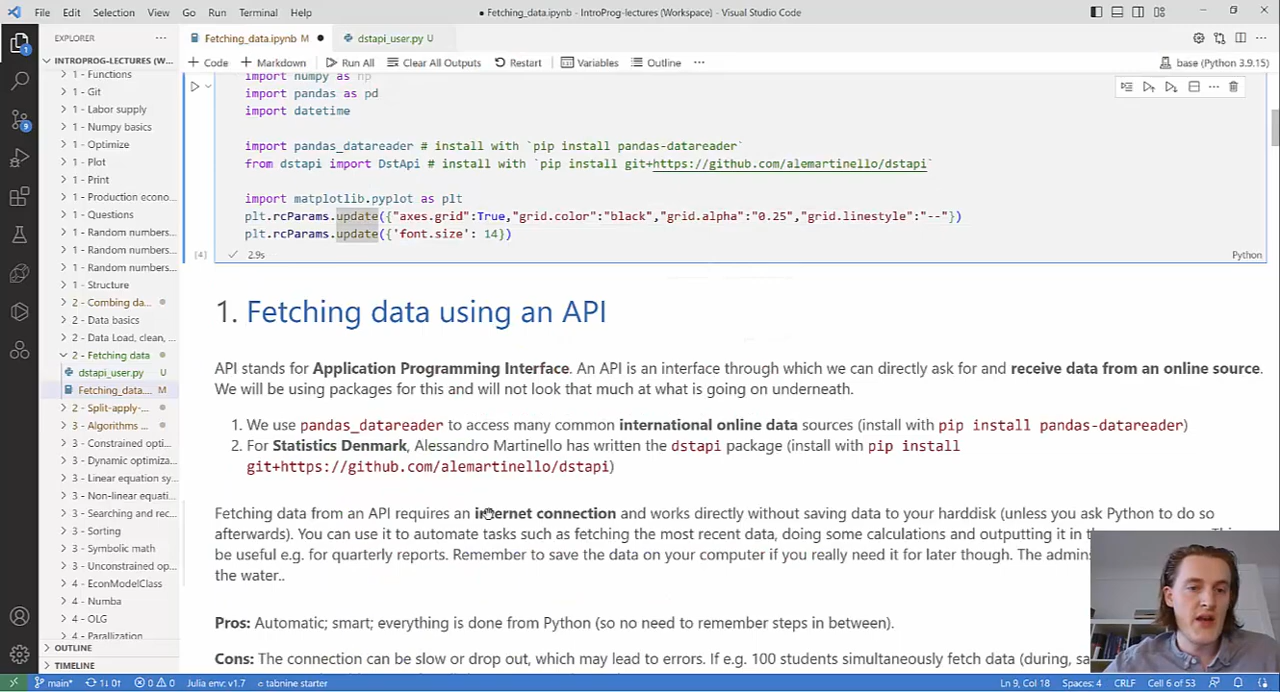 File Edit Selection View Go Run Terminal Help
● Fetching_data.ipynb - IntroProg-lectures (Workspace) - Visual Studio Code
EXPLORER ...
INTROPROG-LECTURES (W...
1 - Functions
1 - Git
1 - Labor supply
1 - Numpy basics
1 - Optimize
1 - Plot
1 - Print
1 - Production econo...
1 - Questions
1 - Random numbers...
1 - Random numbers...
1 - Random numbers...
1 - Structure
2 - Combing da...
2 - Data basics
2 - Data Load, clean, ...
2 - Fetching data
dstapi_user.py U
Fetching_data.... M
2 - Split-apply-...
3 - Algorithms ...
3 - Constrained opti...
3 - Dynamic optimiza...
3 - Linear equation sy...
3 - Non-linear equati...
3 - Searching and rec...
3 - Sorting
3 - Symbolic math
3 - Unconstrained op...
4 - EconModelClass
4 - Numba
4 - OLG
4 - Parallization
OUTLINE
TIMELINE
Fetching_data.ipynb M ● dstapi_user.py U
+ Code + Markdown Run All Clear All Outputs Restart Variables Outline ... base (Python 3.9.15)
import numpy as np
import pandas as pd
import datetime
import pandas_datareader # install with `pip install pandas-datareader`
from dstapi import DstApi # install with `pip install git+https://github.com/alemartinello/dstapi`
import matplotlib.pyplot as plt
plt.rcParams.update({"axes.grid":True,"grid.color":"black","grid.alpha":"0.25","grid.linestyle":"--"})
plt.rcParams.update({'font.size': 14})
[4] 2.9s Python
1. Fetching data using an API
API stands for Application Programming Interface. An API is an interface through which we can directly ask for and receive data from an online source.
We will be using packages for this and will not look that much at what is going on underneath.
1. We use pandas_datareader to access many common international online data sources (install with pip install pandas-datareader)
2. For Statistics Denmark, Alessandro Martinello has written the dstapi package (install with pip install
git+https://github.com/alemartinello/dstapi)
Fetching data from an API requires an internet connection and works directly without saving data to your harddisk (unless you ask Python to do so
afterwards). You can use it to automate tasks such as fetching the most recent data, doing some calculations and outputting it in
be useful e.g. for quarterly reports. Remember to save the data on your computer if you really need it for later though. The admins
the water..
Pros: Automatic; smart; everything is done from Python (so no need to remember steps in between).
Cons: The connection can be slow or drop out, which may lead to errors. If e.g. 100 students simultaneously fetch data (during,
main* 1↓ 0↑ 0 0 Julia env: v1.7 tabnine starter Ln 9, Col 18 Spaces: 4 CRLF Cell 6 of 53